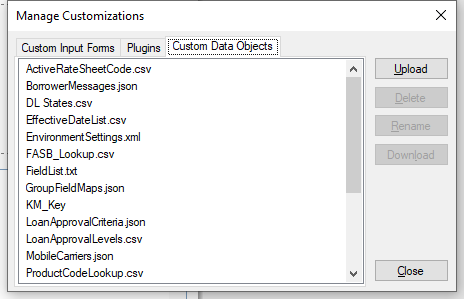 Manage Customizations
Custom Input Forms
Plugins
Custom Data Objects
ActiveRateSheetCode.csv
BorrowerMessages.json
DL States.csv
EffectiveDateList.csv
EnvironmentSettings.xml
FASB_Lookup.csv
FieldList.txt
GroupFieldMaps.json
KM_Key
LoanApprovalCriteria.json
LoanApprovalLevels.csv
MobileCarriers.json
ProductCodeLookup.csv
Upload
Delete
Rename
Download
Close